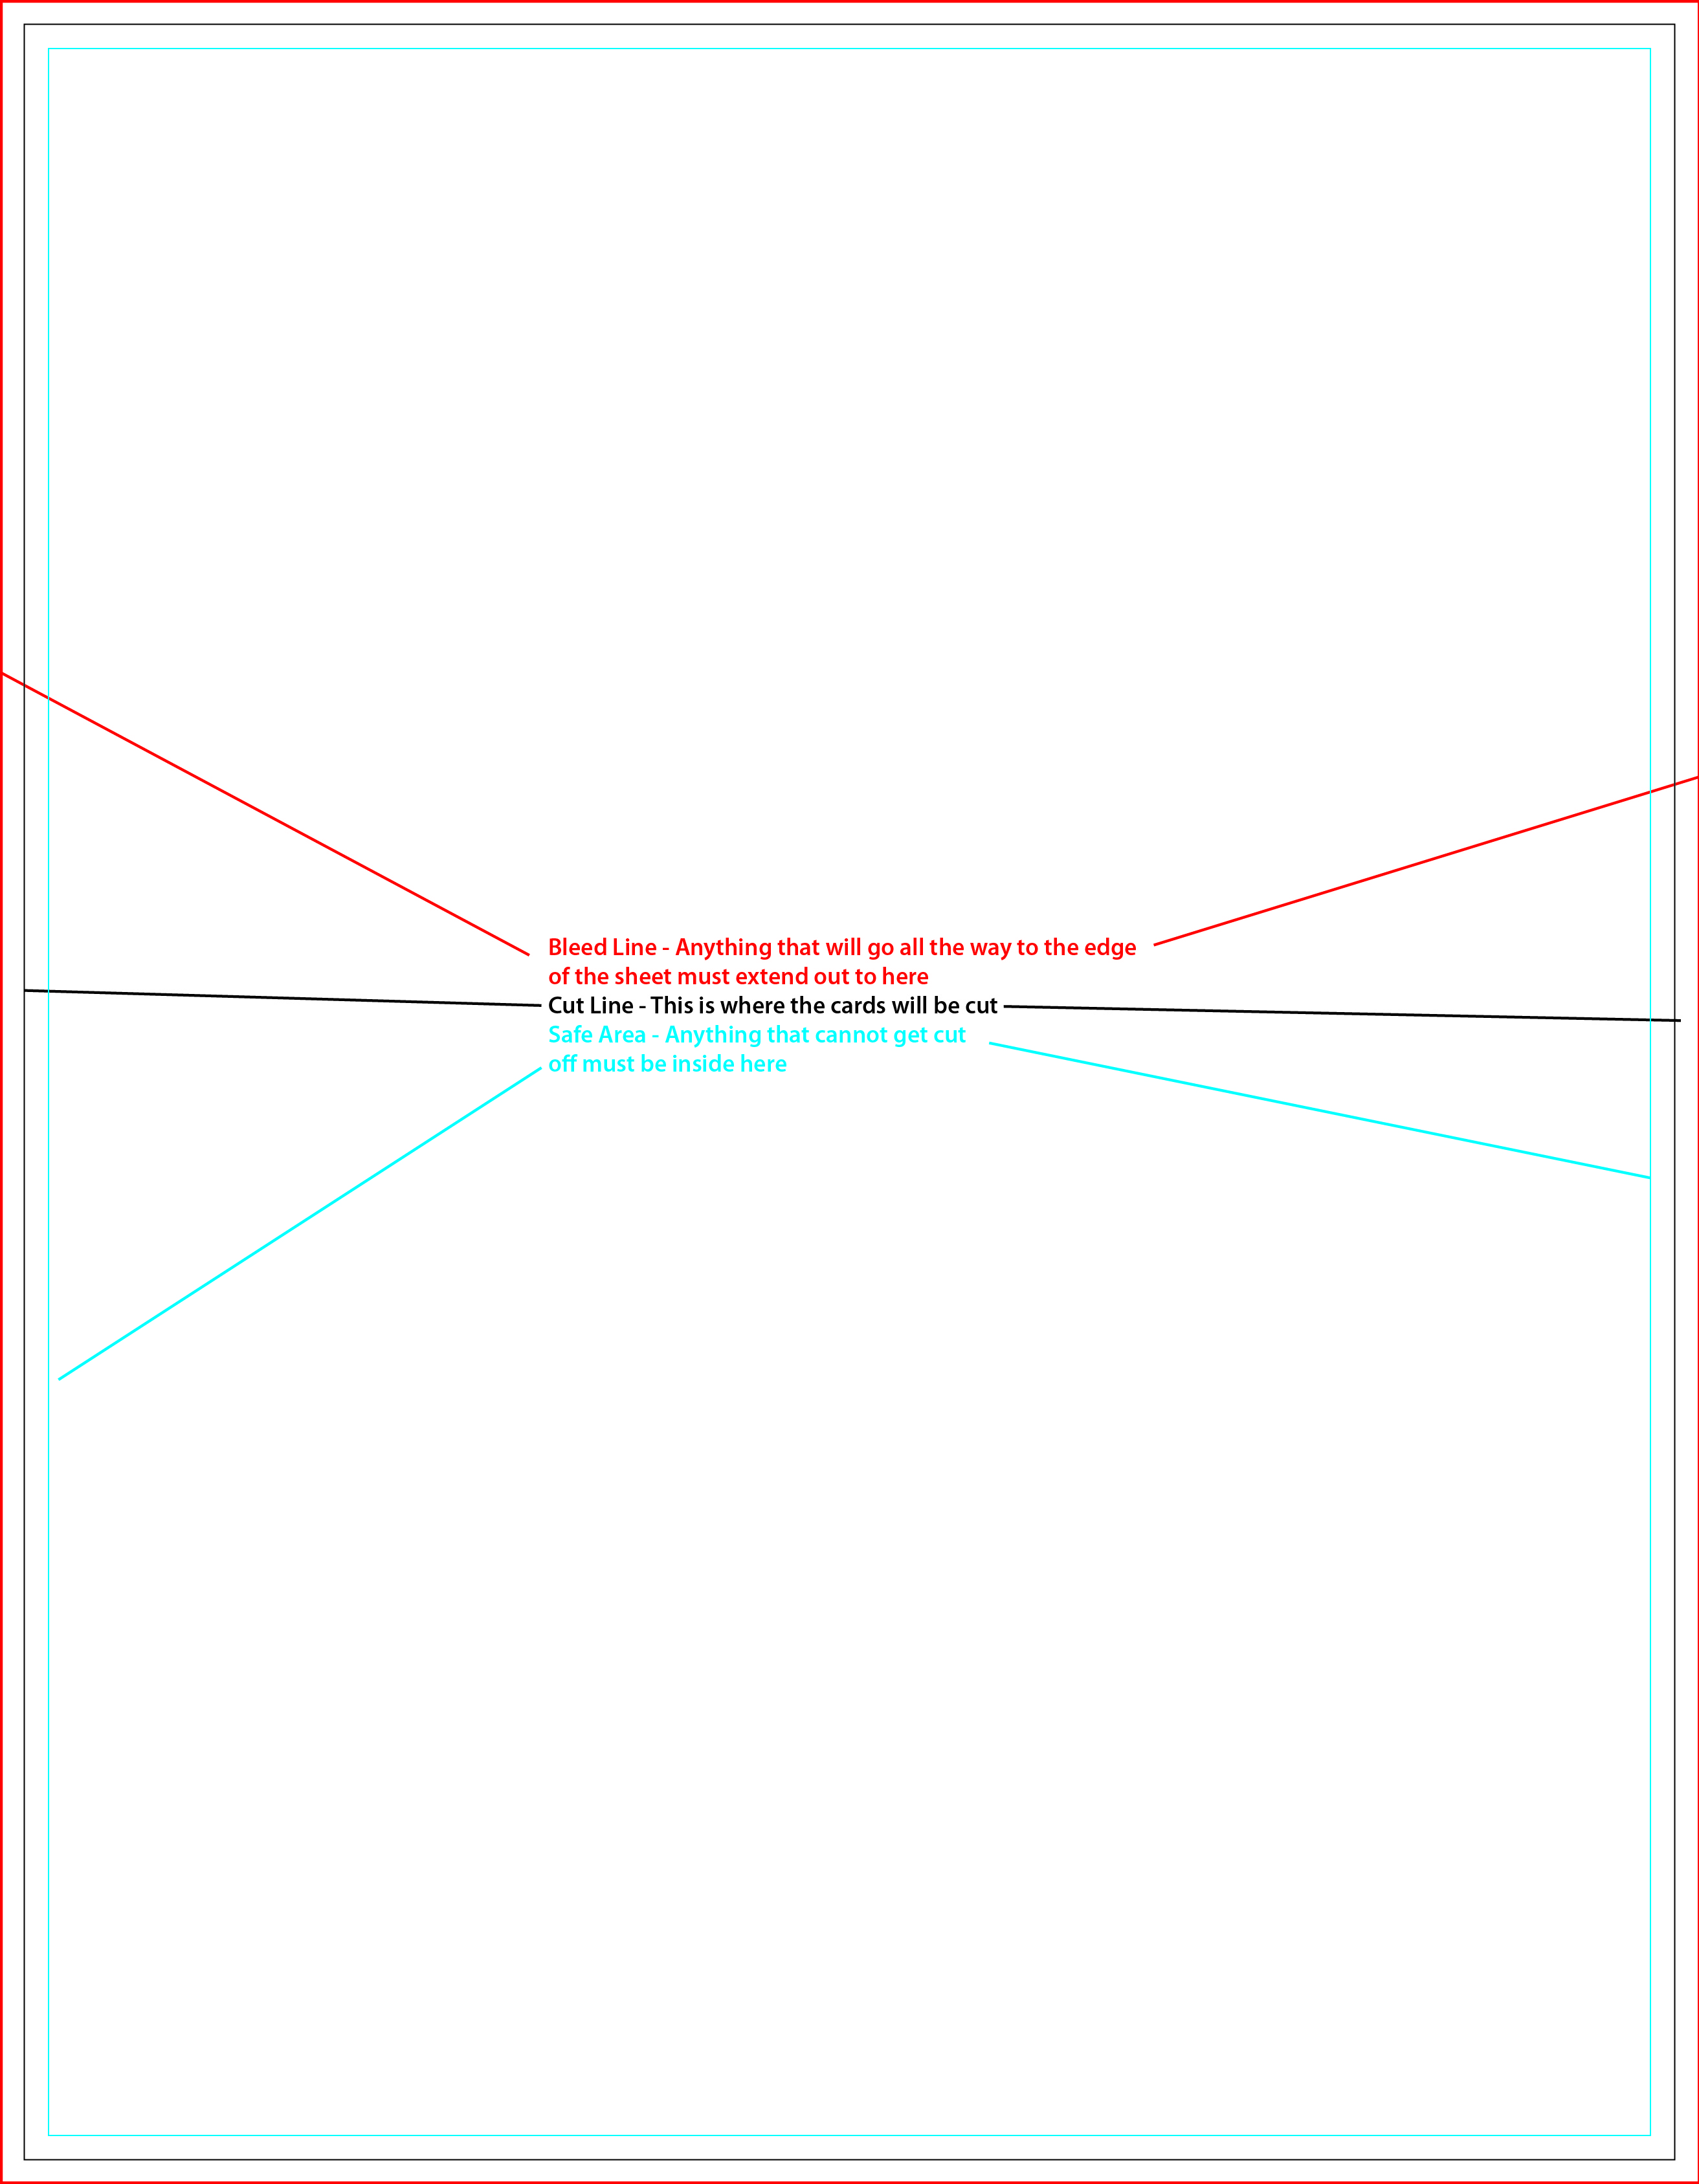 Bleed Line - Anything that will go all the way to the edge
of the sheet must extend out to here
Cut Line - This is where the cards will be cut
Safe Area - Anything that cannot get cut
off must be inside here